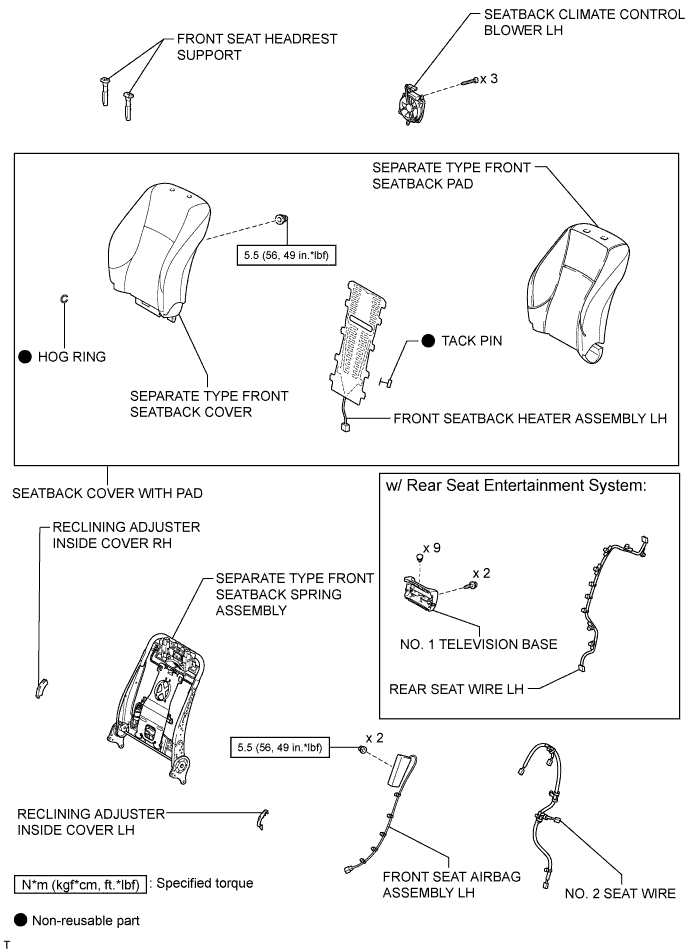 SEATBACK CLIMATE CONTROL
BLOWER LH
FRONT SEAT HEADREST
SUPPORT
x 3
SEPARATE TYPE FRONT
SEATBACK PAD
5.5 (56, 49 in.*lbf)
TACK PIN
HOG RING
SEPARATE TYPE FRONT
SEATBACK COVER
FRONT SEATBACK HEATER ASSEMBLY LH
SEATBACK COVER WITH PAD
w/ Rear Seat Entertainment System:
RECLINING ADJUSTER
INSIDE COVER RH
x 9
x 2
SEPARATE TYPE FRONT
SEATBACK SPRING
ASSEMBLY
NO. 1 TELEVISION BASE
REAR SEAT WIRE LH
x 2
5.5 (56, 49 in.*lbf)
RECLINING ADJUSTER
INSIDE COVER LH
FRONT SEAT AIRBAG
ASSEMBLY LH
NO. 2 SEAT WIRE
N*m (kgf*cm, ft.*lbf) : Specified torque
Non-reusable part
T